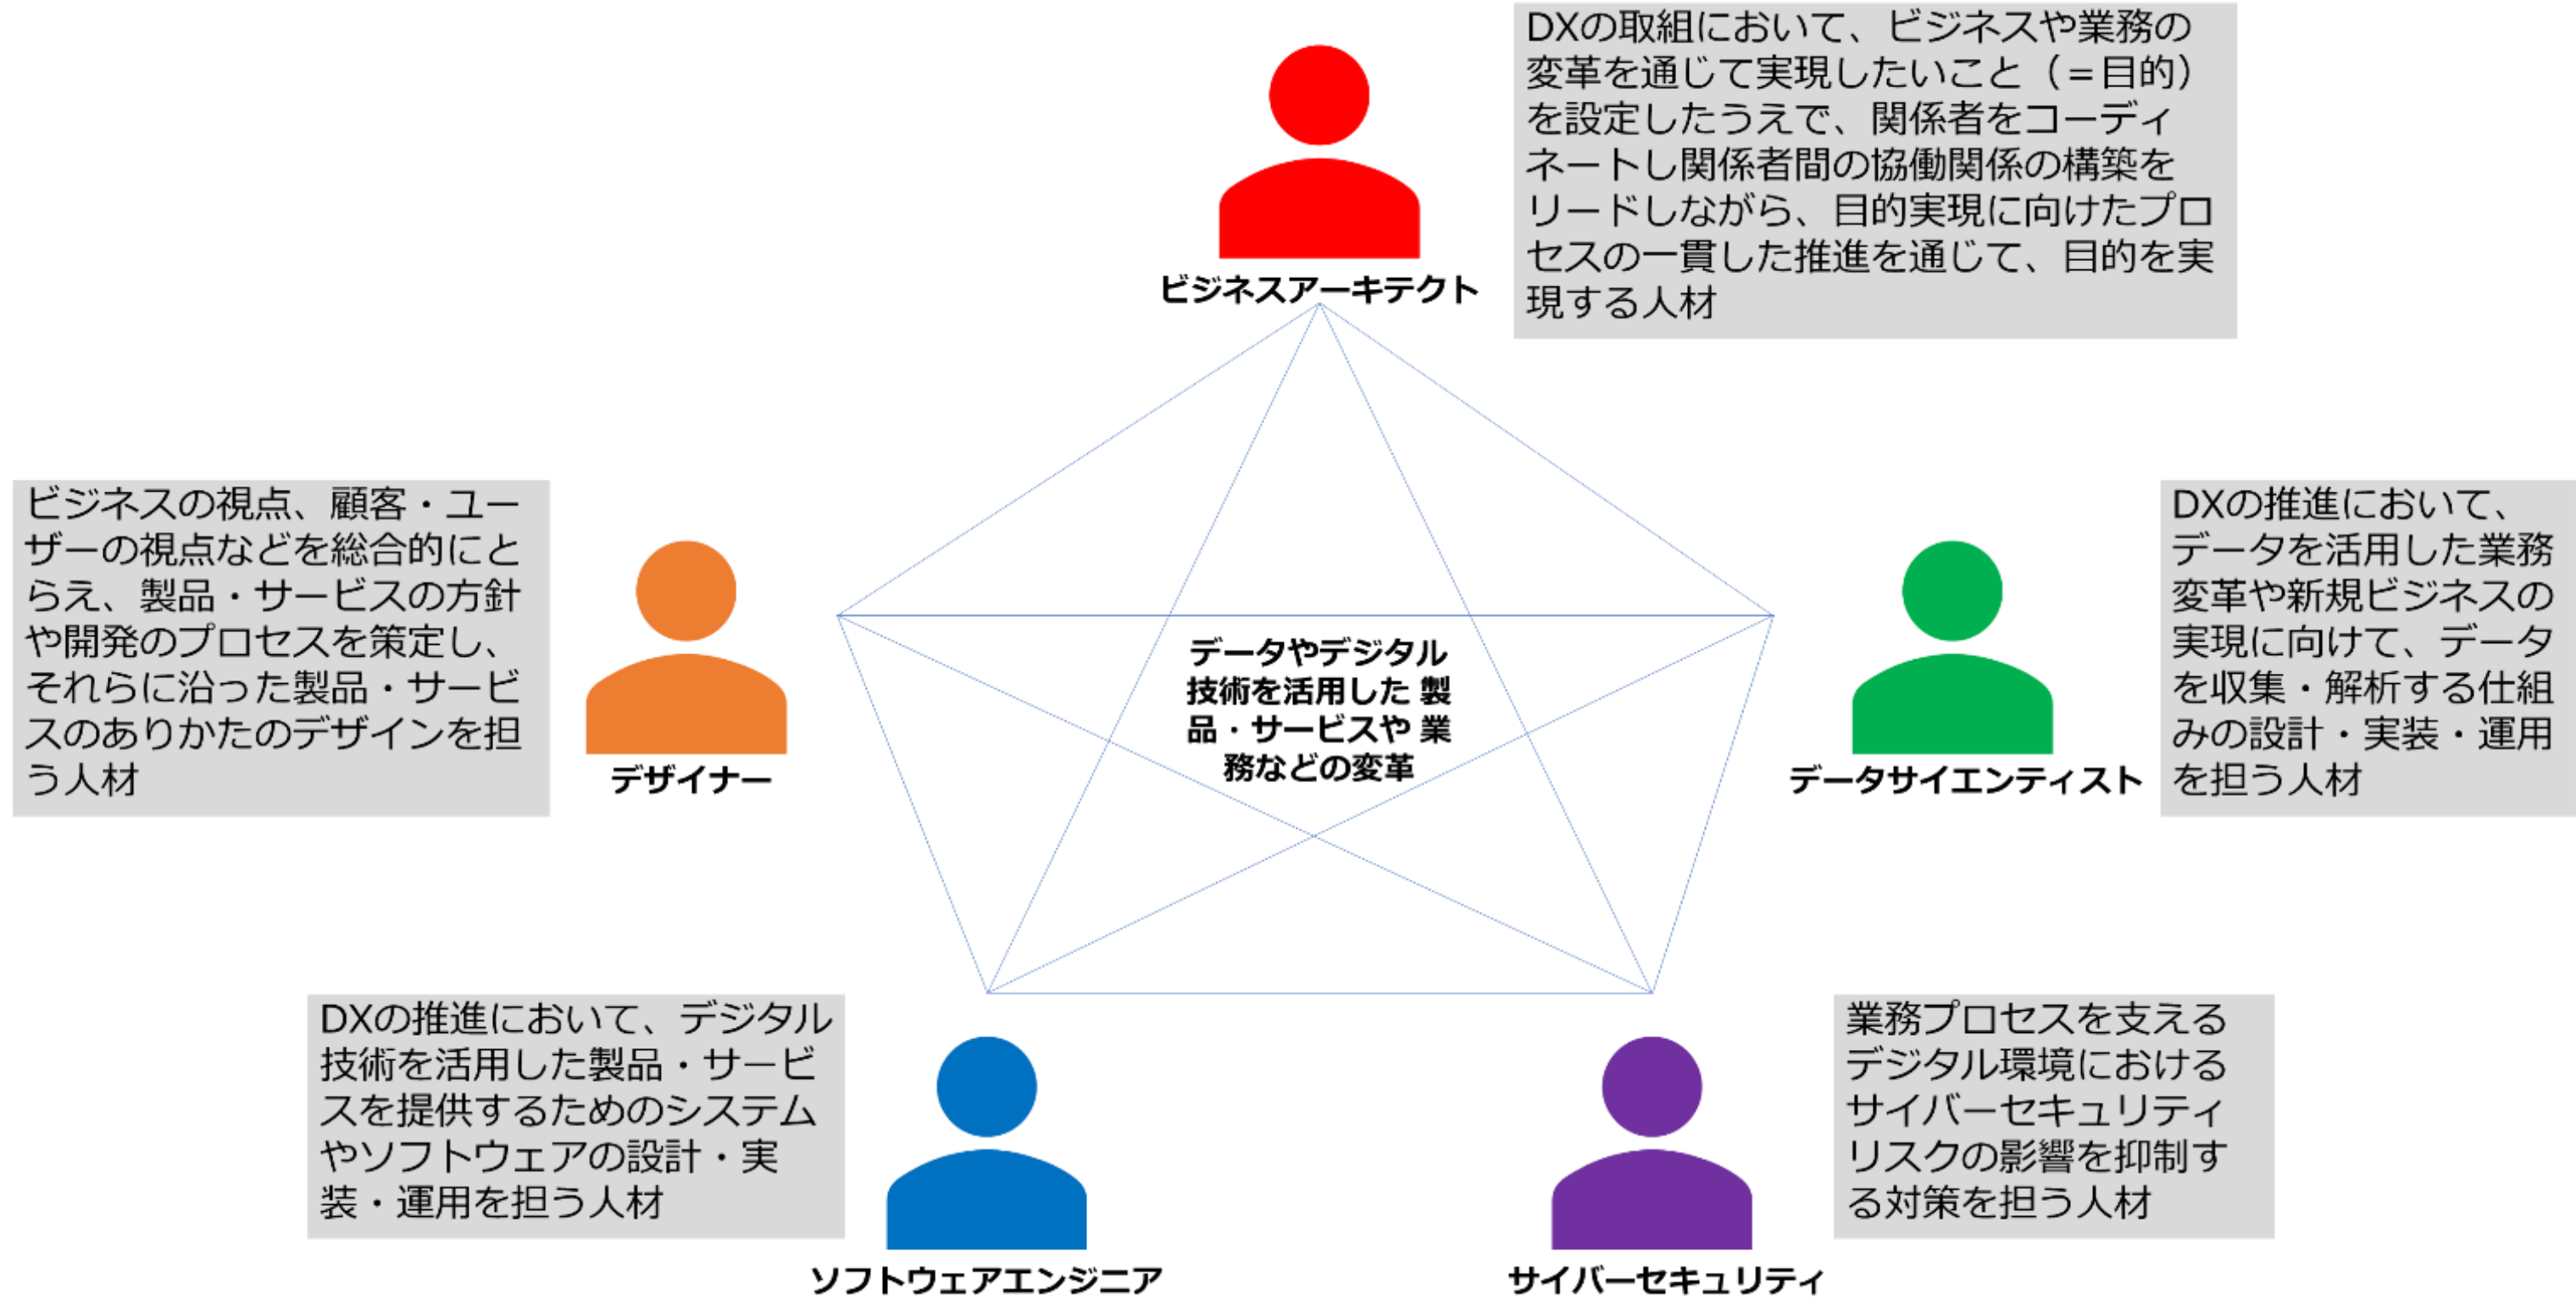 DXの取組において、ビジネスや業務の
変革を通じて実現したいこと（＝目的）
を設定したうえで、関係者をコーディ
ネートし関係者間の協働関係の構築を
リードしながら、目的実現に向けたプロ
セスの一貫した推進を通じて、目的を実
現する人材
ビジネスアーキテクト
ビジネスの視点、顧客・ユー
ザーの視点などを総合的にと
らえ、製品・サービスの方針
や開発のプロセスを策定し、
それらに沿った製品・サービ
スのありかたのデザインを担
う人材
デザイナー
データやデジタル
技術を活用した 製
品・サービスや 業
務などの変革
データサイエンティスト
DXの推進において、
データを活用した業務
変革や新規ビジネスの
実現に向けて、データ
を収集・解析する仕組
みの設計・実装・運用
を担う人材
DXの推進において、デジタル
技術を活用した製品・サービ
スを提供するためのシステム
やソフトウェアの設計・実
装・運用を担う人材
ソフトウェアエンジニア
業務プロセスを支える
デジタル環境における
サイバーセキュリティ
リスクの影響を抑制す
る対策を担う人材
サイバーセキュリティ